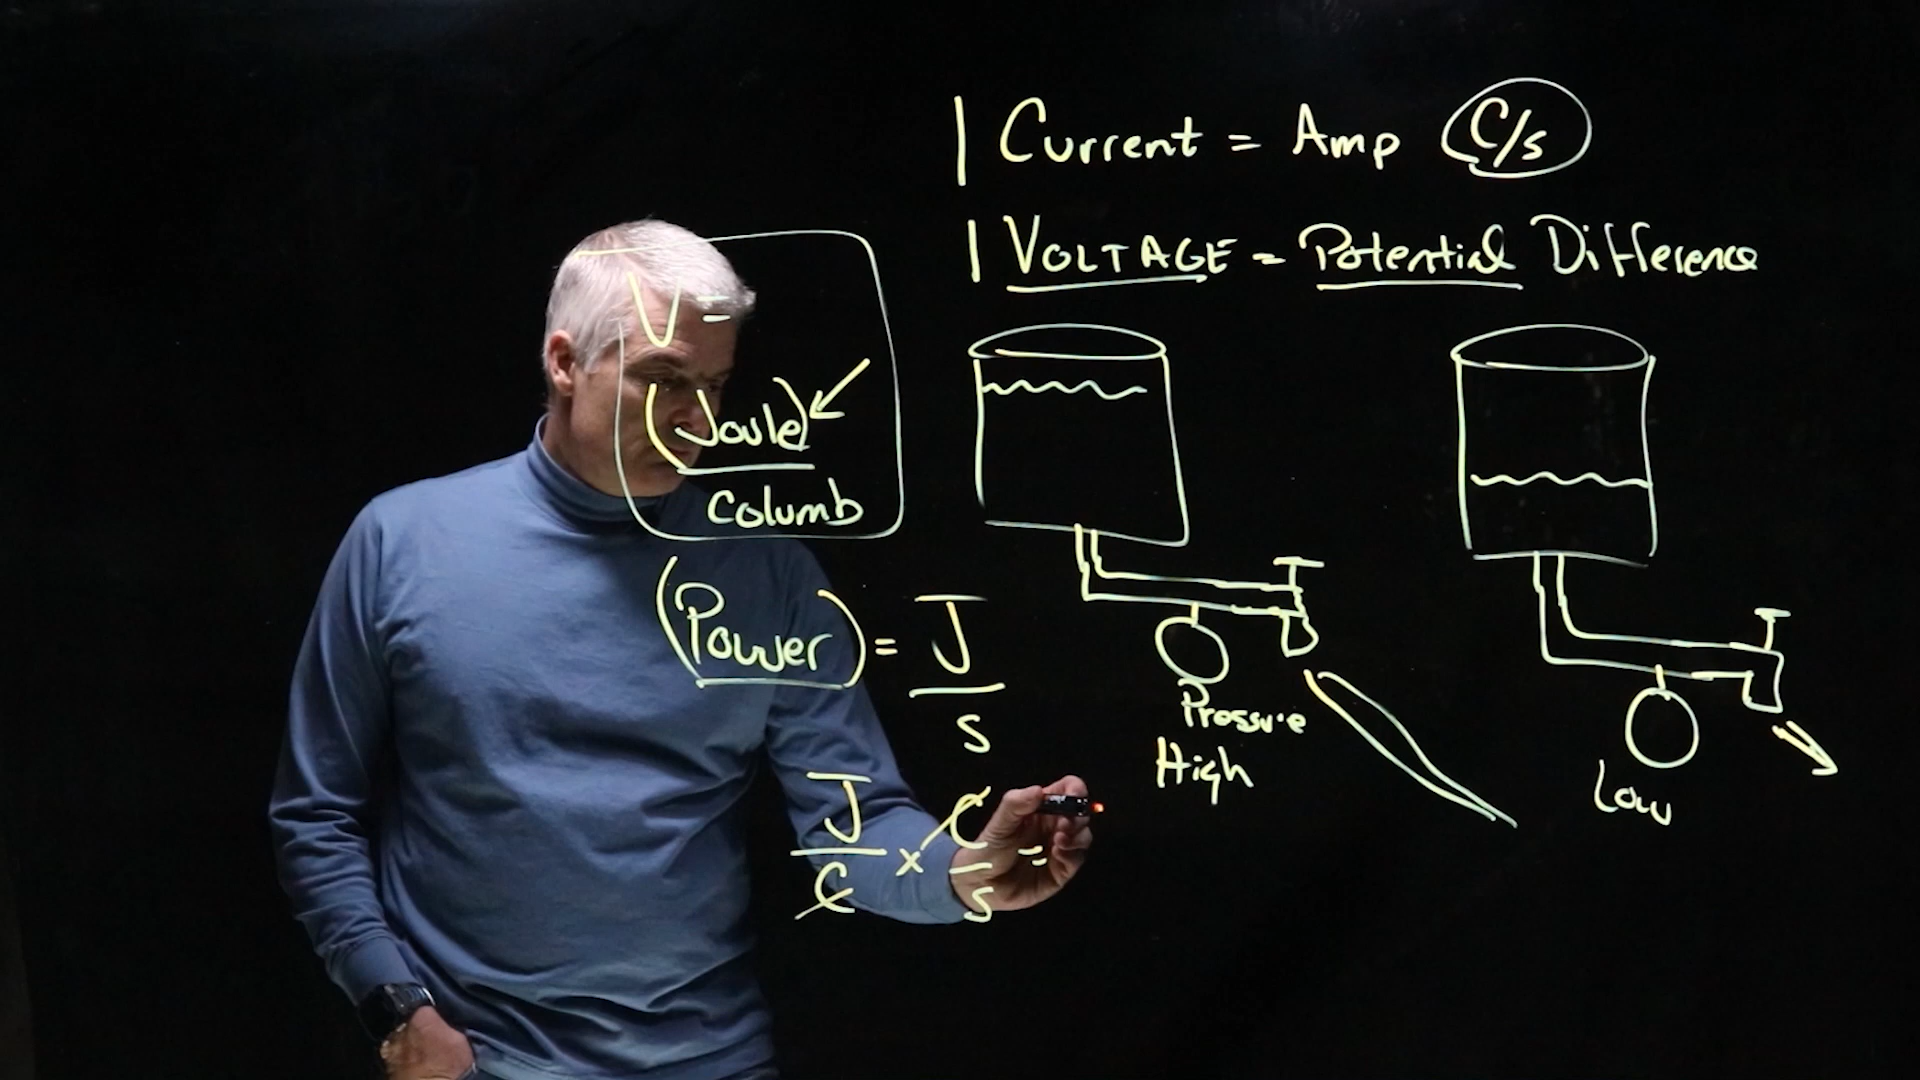 | Current = Amp C/s
| VOLTAGE = Potential Difference
V =
(Joule)
Columb
(Power) = J
s
J
C
x
C
s
=
Pressure
High
Low